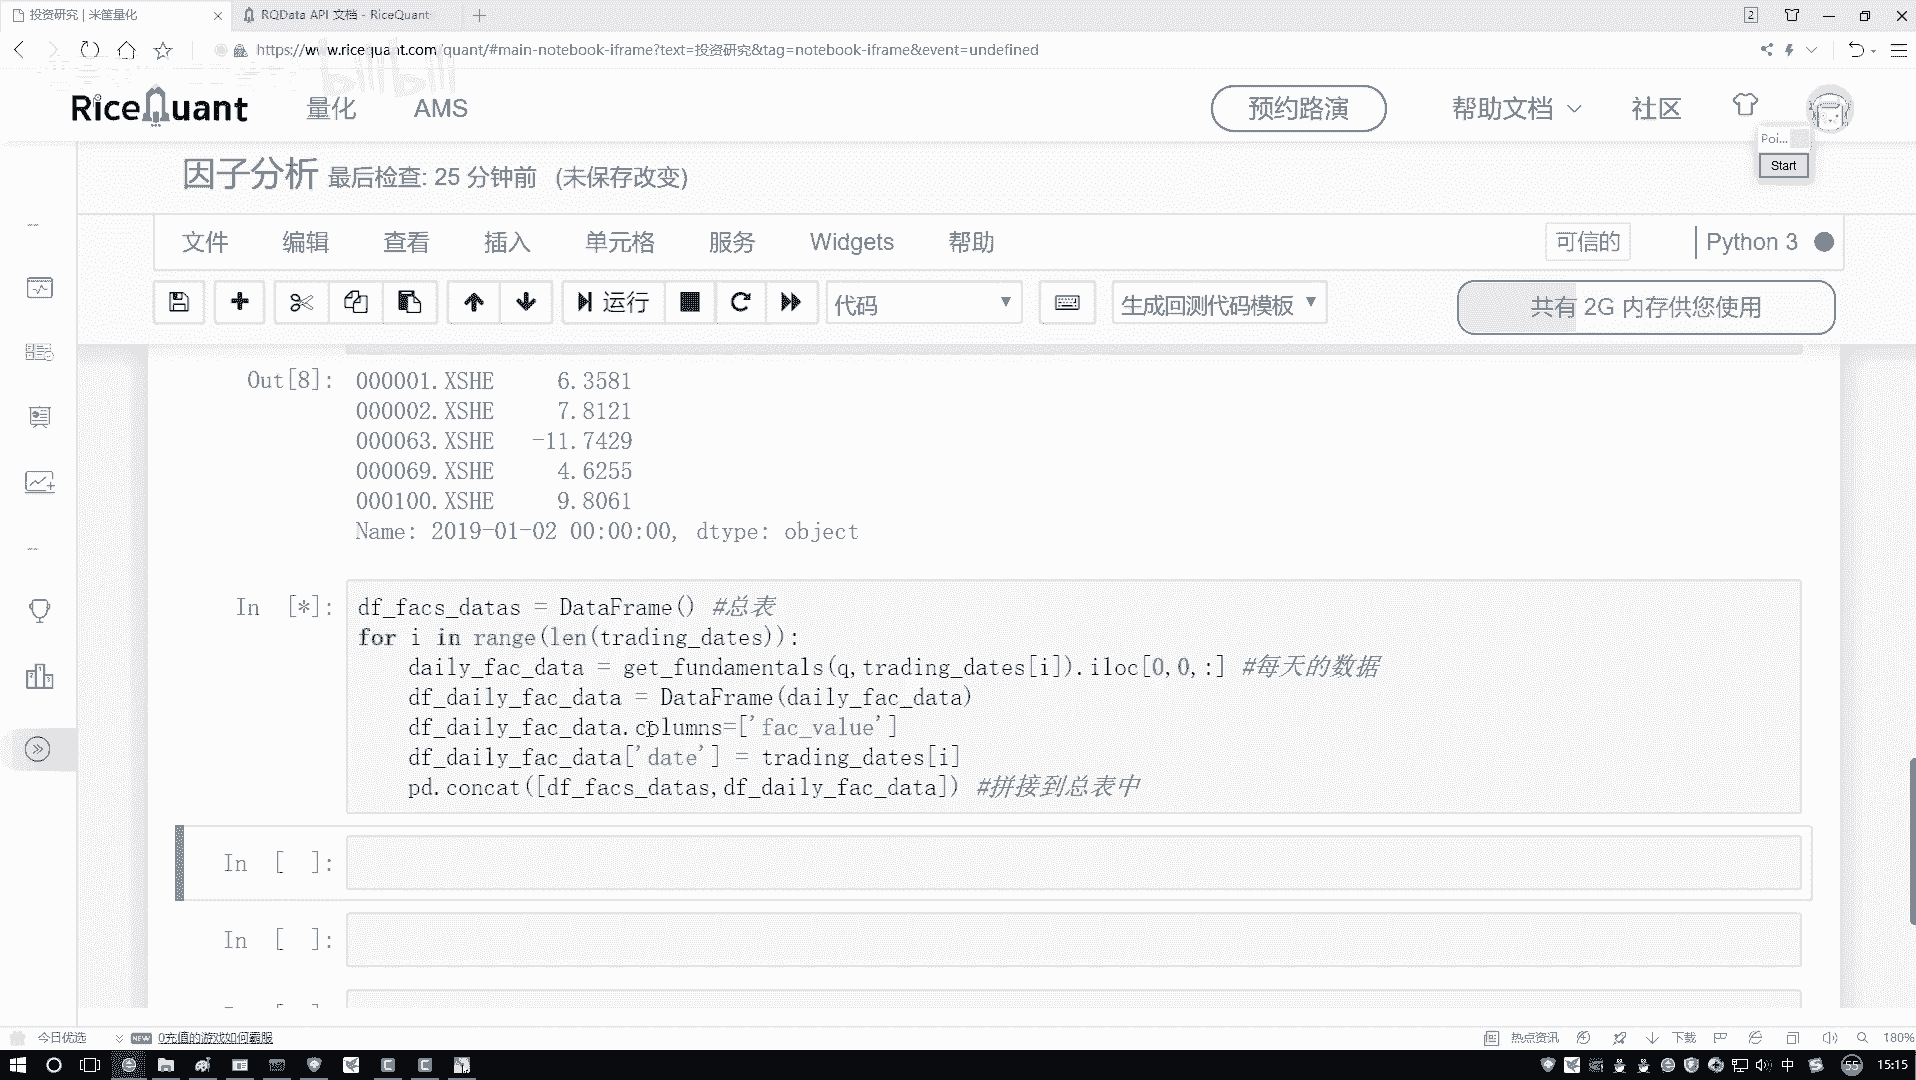 投资研究 | 米筐量化
RQData API 文档 - RiceQuant
2
https://www.ricequant.com/quant/#main-notebook-iframe?text=投资研究&tag=notebook-iframe&event=undefined
bilibili
RiceQuant
量化
AMS
预约路演
帮助文档
社区
Poi...
Start
因子分析 最后检查: 25 分钟前 (未保存改变)
文件 编辑 查看 插入 单元格 服务 Widgets 帮助
可信的
Python 3
运行
代码
生成回测代码模板
共有 2G 内存供您使用
Out[8]: 000001.XSHE 6.3581
000002.XSHE 7.8121
000063.XSHE -11.7429
000069.XSHE 4.6255
000100.XSHE 9.8061
Name: 2019-01-02 00:00:00, dtype: object
In [*]: df_facs_datas = DataFrame() #总表
for i in range(len(trading_dates)):
daily_fac_data = get_fundamentals(q,trading_dates[i]).iloc[0,0,:] #每天的数据
df_daily_fac_data = DataFrame(daily_fac_data)
df_daily_fac_data.columns=['fac_value']
df_daily_fac_data['date'] = trading_dates[i]
pd.concat([df_facs_datas,df_daily_fac_data]) #拼接到总表中
In [ ]:
In [ ]:
今日优选
NEW
0充值的游戏如何霸服
热点资讯
下载
180%
中
55
15:15